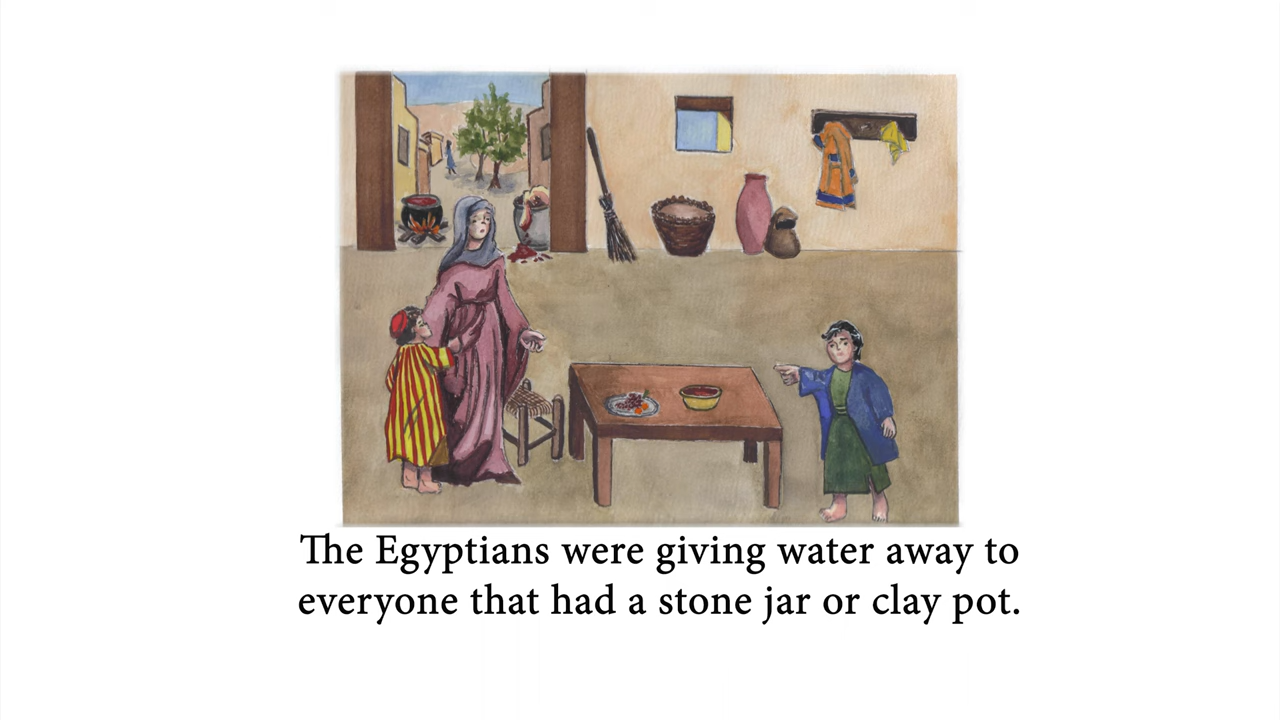 The Egyptians were giving water away to
everyone that had a stone jar or clay pot.